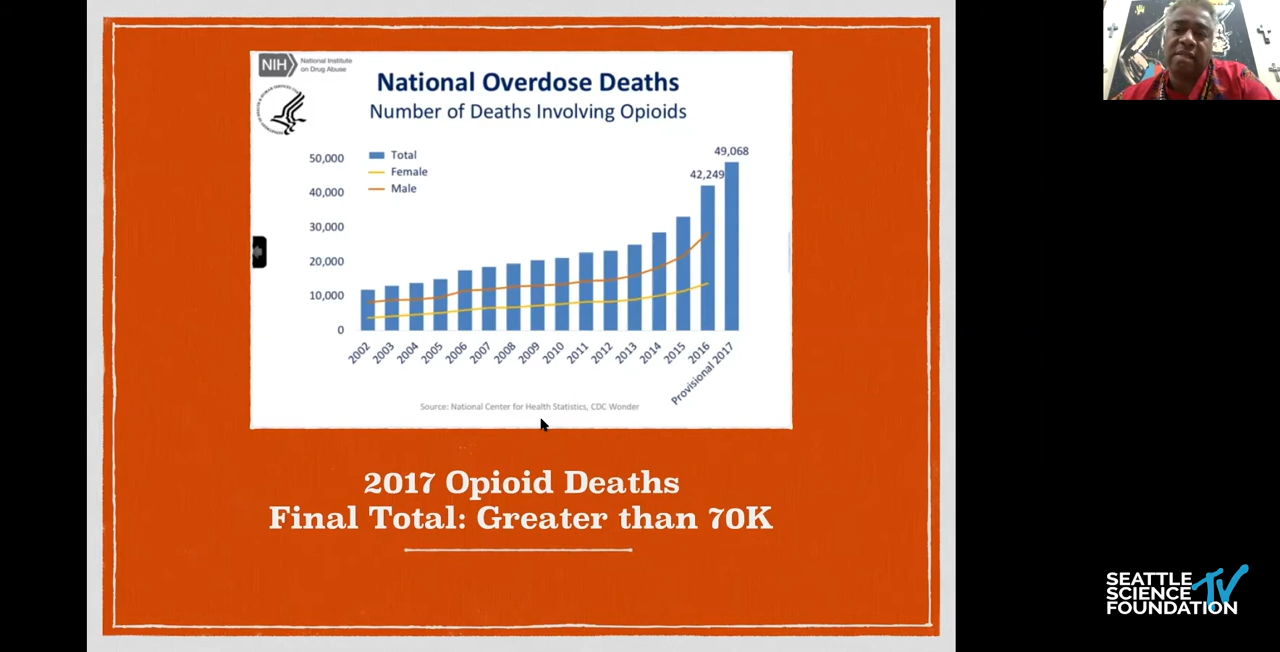 NIH
National Institute
on Drug Abuse
National Overdose Deaths
Number of Deaths Involving Opioids
Total
Female
Male
50,000
40,000
30,000
20,000
10,000
0
42,249
49,068
2002
2003
2004
2005
2006
2007
2008
2009
2010
2011
2012
2013
2014
2015
2016
Provisional 2017
Source: National Center for Health Statistics, CDC Wonder
2017 Opioid Deaths
Final Total: Greater than 70K
SEATTLE
SCIENCE TV
FOUNDATION